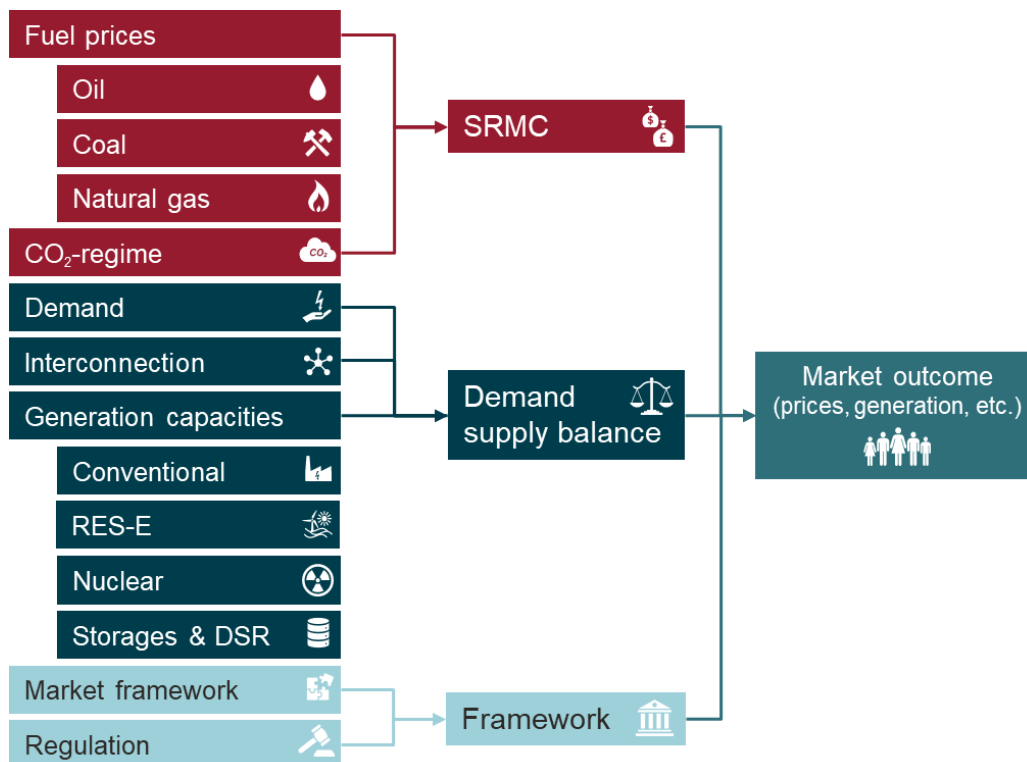 Fuel prices
Oil
Coal
Natural gas
CO₂-regime
CO₂
Demand
Interconnection
Generation capacities
Conventional
RES-E
Nuclear
Storages & DSR
Market framework
Regulation
SRMC
$
£
Demand
supply balance
Framework
Market outcome
(prices, generation, etc.)